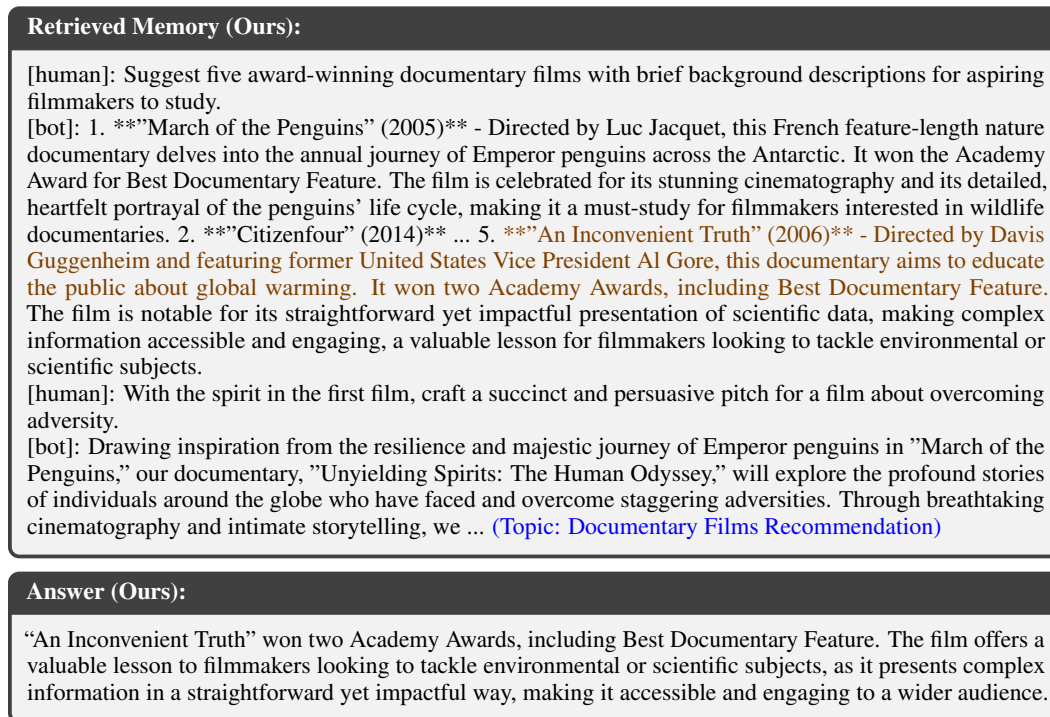 Retrieved Memory (Ours):
[human]: Suggest five award-winning documentary films with brief background descriptions for aspiring
filmmakers to study.
[bot]: 1. **”March of the Penguins” (2005)** - Directed by Luc Jacquet, this French feature-length nature
documentary delves into the annual journey of Emperor penguins across the Antarctic. It won the Academy
Award for Best Documentary Feature. The film is celebrated for its stunning cinematography and its detailed,
heartfelt portrayal of the penguins’ life cycle, making it a must-study for filmmakers interested in wildlife
documentaries. 2. **”Citizenfour” (2014)** ... 5. **”An Inconvenient Truth” (2006)** - Directed by Davis
Guggenheim and featuring former United States Vice President Al Gore, this documentary aims to educate
the public about global warming. It won two Academy Awards, including Best Documentary Feature.
The film is notable for its straightforward yet impactful presentation of scientific data, making complex
information accessible and engaging, a valuable lesson for filmmakers looking to tackle environmental or
scientific subjects.
[human]: With the spirit in the first film, craft a succinct and persuasive pitch for a film about overcoming
adversity.
[bot]: Drawing inspiration from the resilience and majestic journey of Emperor penguins in ”March of the
Penguins,” our documentary, ”Unyielding Spirits: The Human Odyssey,” will explore the profound stories
of individuals around the globe who have faced and overcome staggering adversities. Through breathtaking
cinematography and intimate storytelling, we ... (Topic: Documentary Films Recommendation)
Answer (Ours):
“An Inconvenient Truth” won two Academy Awards, including Best Documentary Feature. The film offers a
valuable lesson to filmmakers looking to tackle environmental or scientific subjects, as it presents complex
information in a straightforward yet impactful way, making it accessible and engaging to a wider audience.